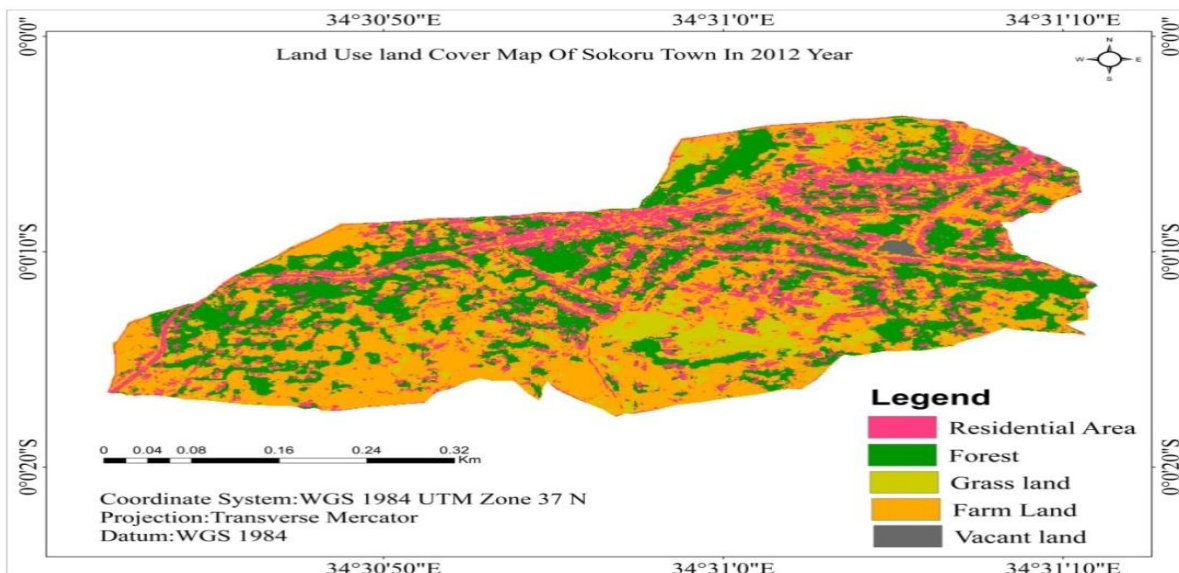 34°30'50"E 34°31'0"E 34°31'10"E
0°0'0"
0°0'0"
Land Use land Cover Map Of Sokoru Town In 2012 Year
N
W E
S
0°0'10"S
0°0'10"S
Legend
Residential Area
Forest
Grass land
Farm Land
Vacant land
0 0.04 0.08 0.16 0.24 0.32
Km
0°0'20"S
0°0'20"S
Coordinate System:WGS 1984 UTM Zone 37 N
Projection:Transverse Mercator
Datum:WGS 1984
34°30'50"E 34°31'0"E 34°31'10"E